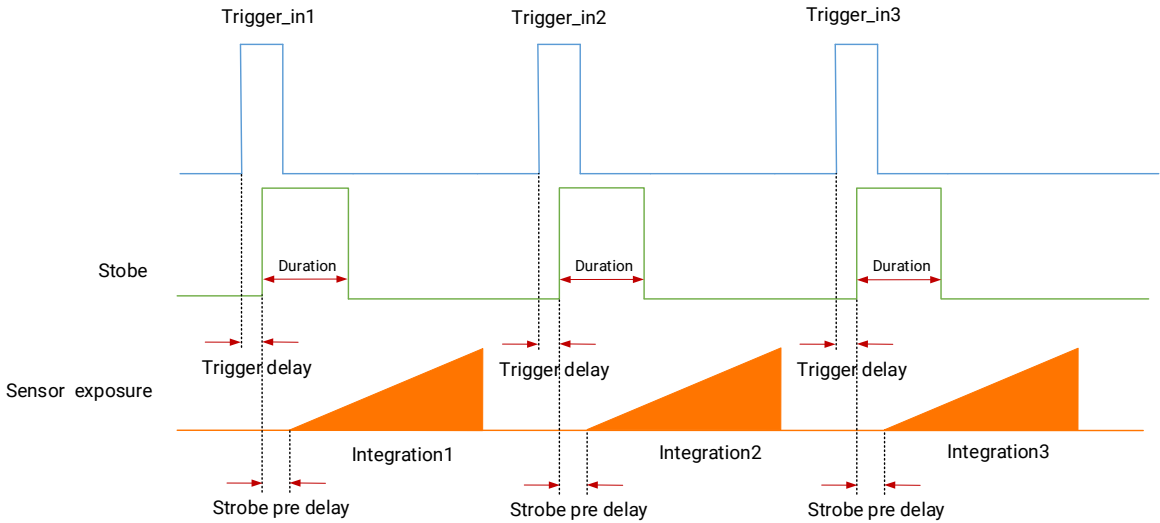 Trigger_in1
Trigger_in2
Trigger_in3
Stobe
Duration
Duration
Duration
Trigger delay
Trigger delay
Trigger delay
Sensor exposure
Integration1
Integration2
Integration3
Strobe pre delay
Strobe pre delay
Strobe pre delay